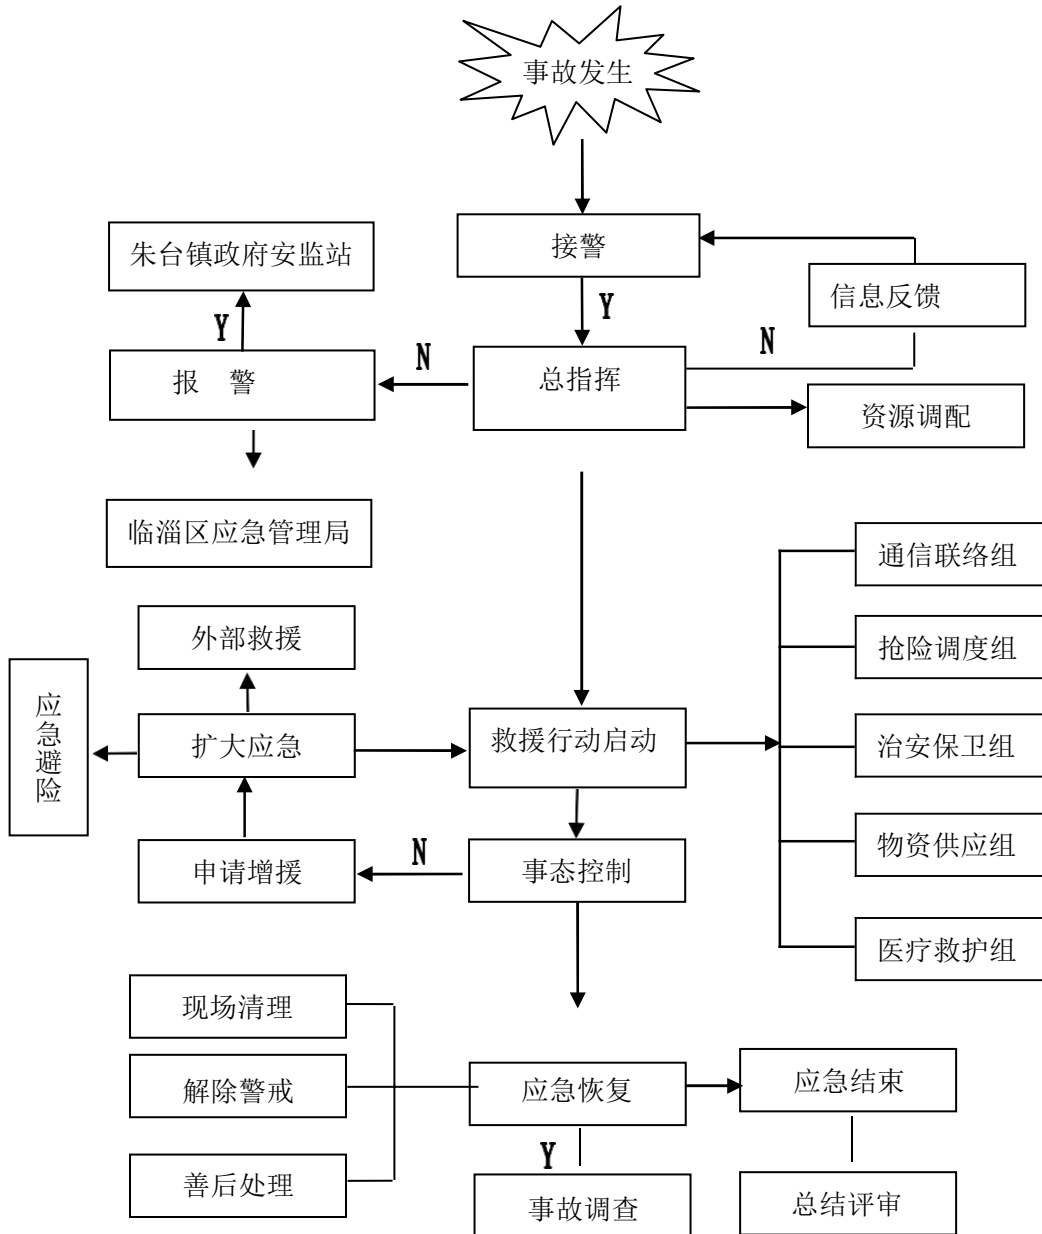 事故发生
接警
朱台镇政府安监站
信息反馈
Y
Y
N
N
报 警
总指挥
资源调配
临淄区应急管理局
通信联络组
外部救援
抢险调度组
应急避险
扩大应急
救援行动启动
治安保卫组
申请增援
N
事态控制
物资供应组
医疗救护组
现场清理
解除警戒
应急恢复
应急结束
Y
善后处理
事故调查
总结评审